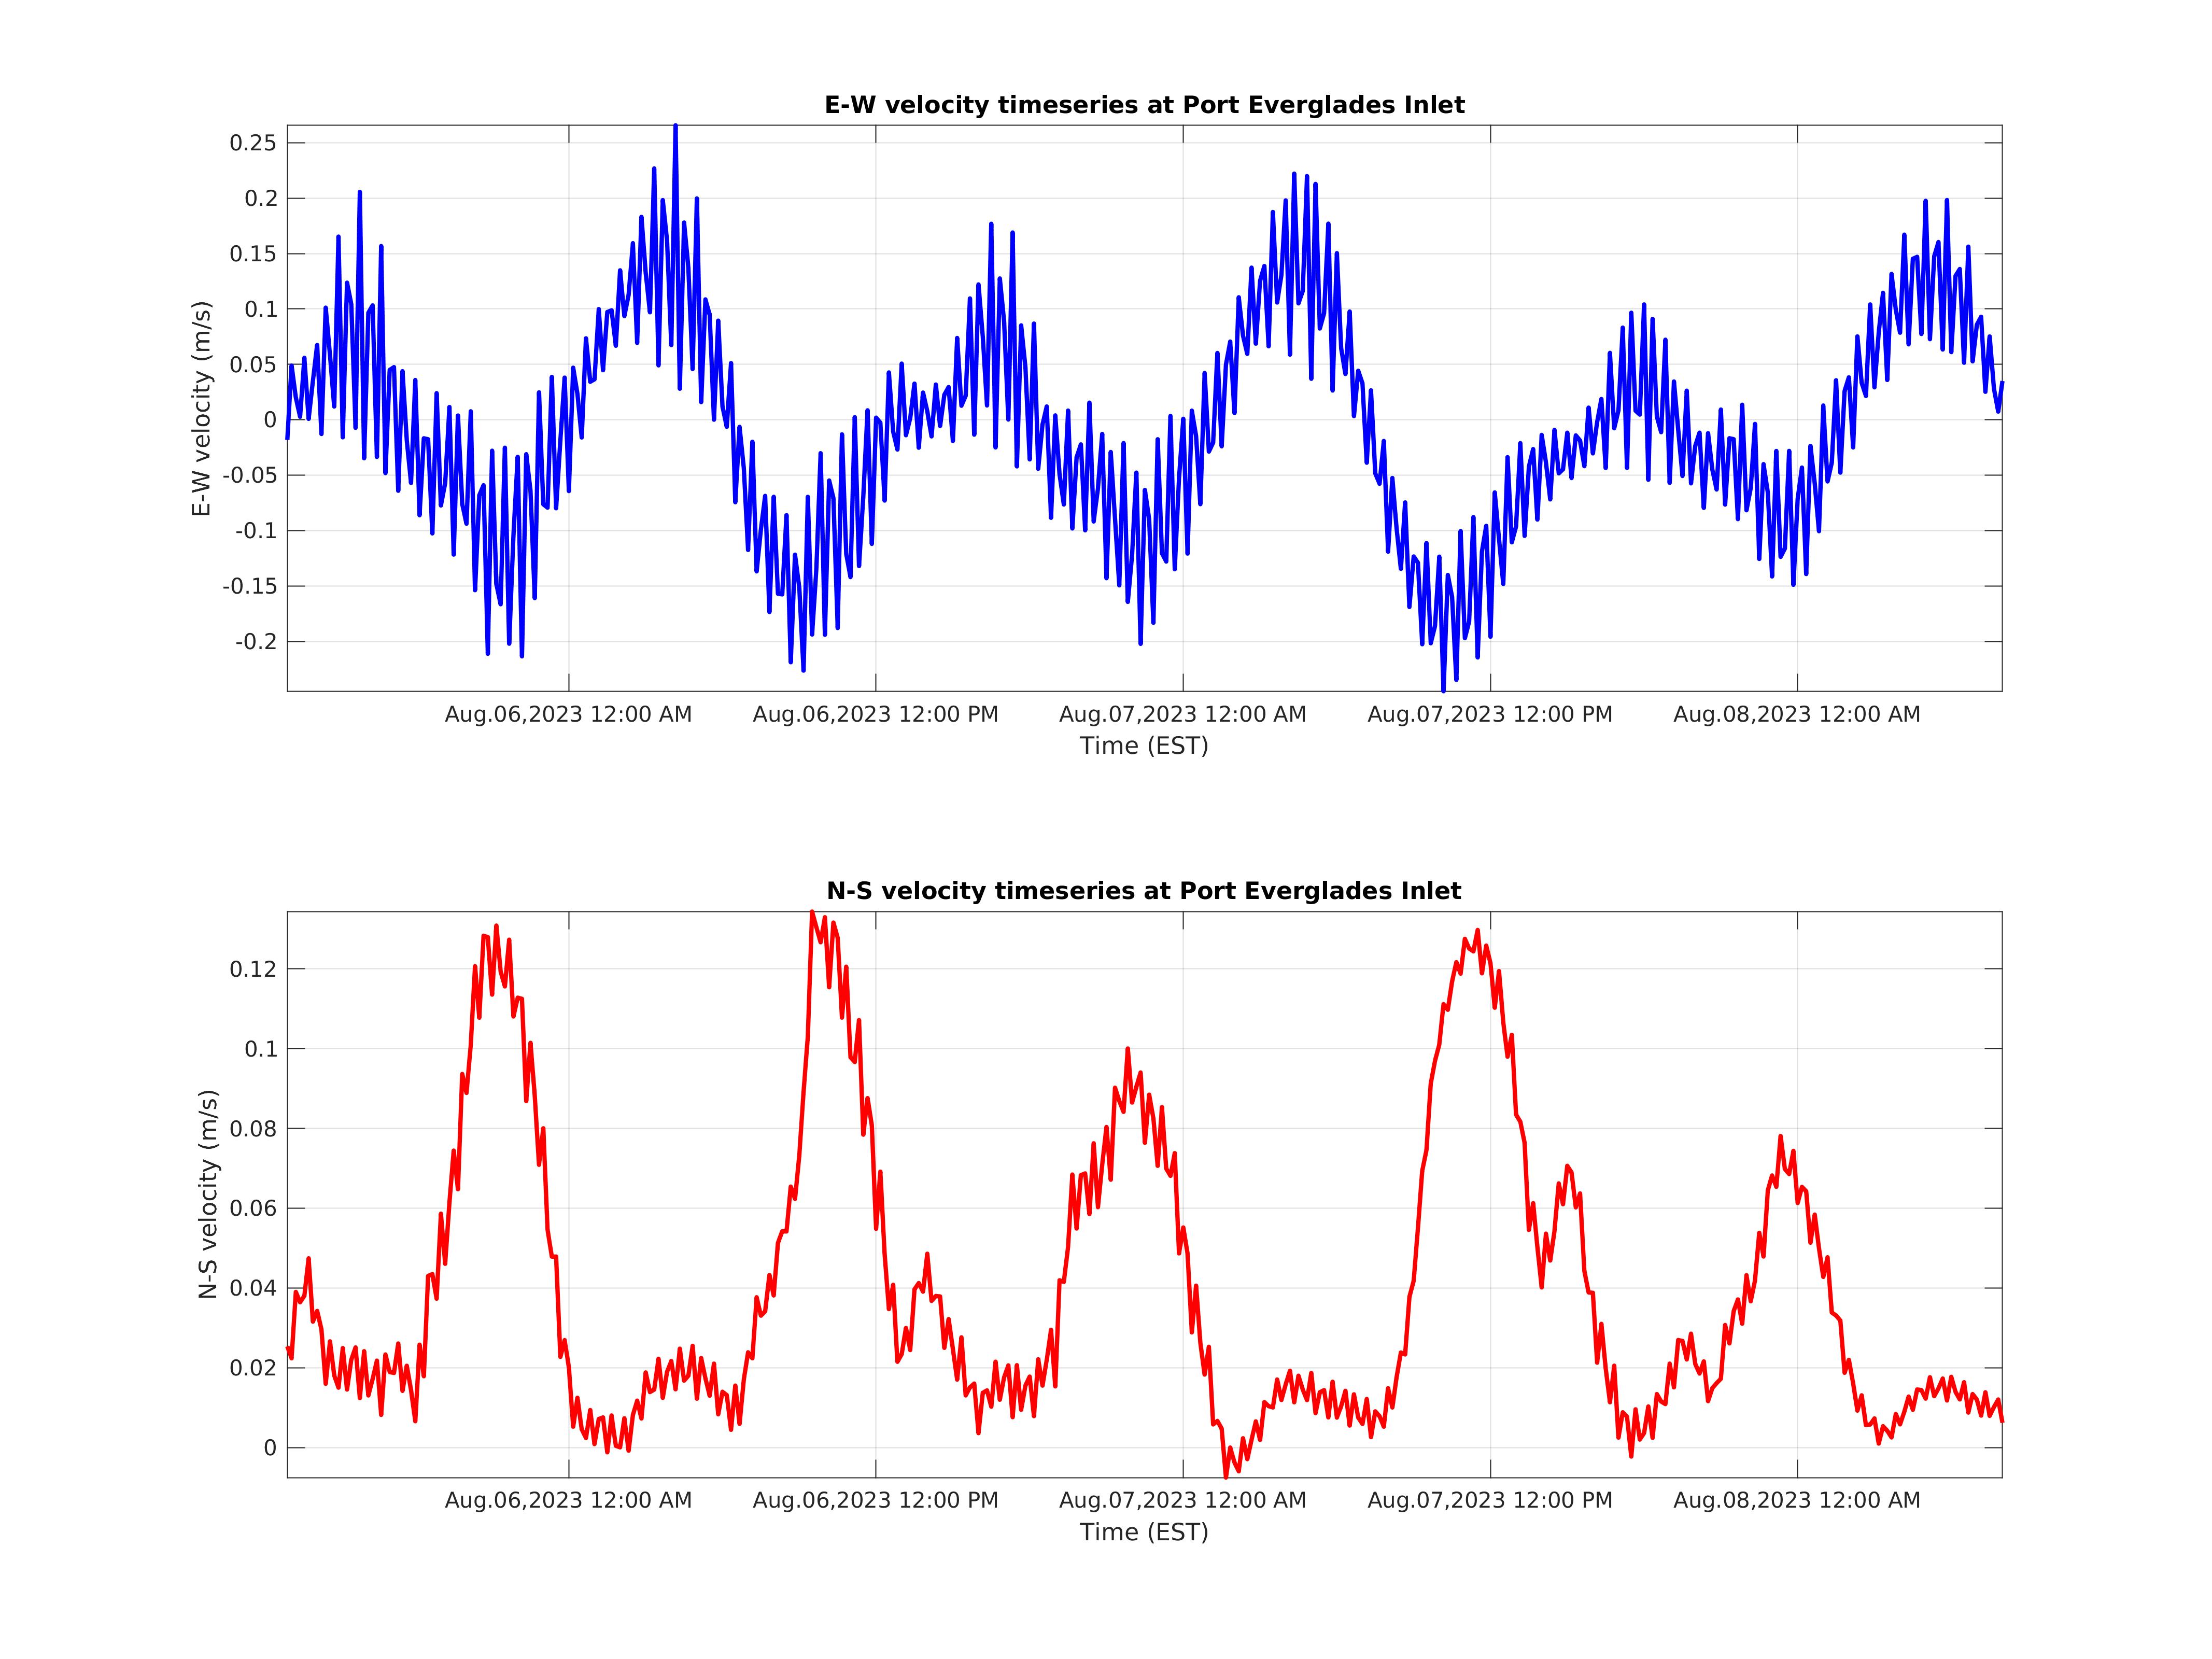 E-W velocity timeseries at Port Everglades Inlet
0.25
0.2
0.15
0.1
0.05
0
-0.05
-0.1
-0.15
-0.2
E-W velocity (m/s)
Aug.06,2023 12:00 AM Aug.06,2023 12:00 PM Aug.07,2023 12:00 AM Aug.07,2023 12:00 PM Aug.08,2023 12:00 AM
Time (EST)
N-S velocity timeseries at Port Everglades Inlet
0.12
0.1
0.08
0.06
0.04
0.02
0
N-S velocity (m/s)
Aug.06,2023 12:00 AM Aug.06,2023 12:00 PM Aug.07,2023 12:00 AM Aug.07,2023 12:00 PM Aug.08,2023 12:00 AM
Time (EST)